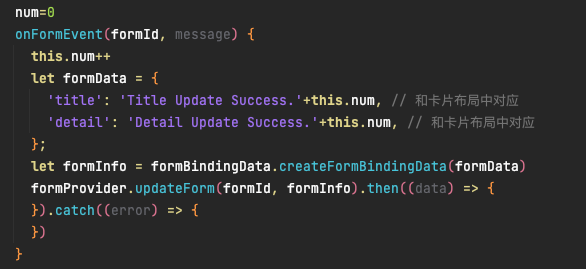 num=0
onFormEvent(formId, message) {
  this.num++
  let formData = {
    'title': 'Title Update Success.'+this.num, // 和卡片布局中对应
    'detail': 'Detail Update Success.'+this.num, // 和卡片布局中对应
  };
  let formInfo = formBindingData.createFormBindingData(formData)
  formProvider.updateForm(formId, formInfo).then((data) => {
  }).catch((error) => {
  })
}